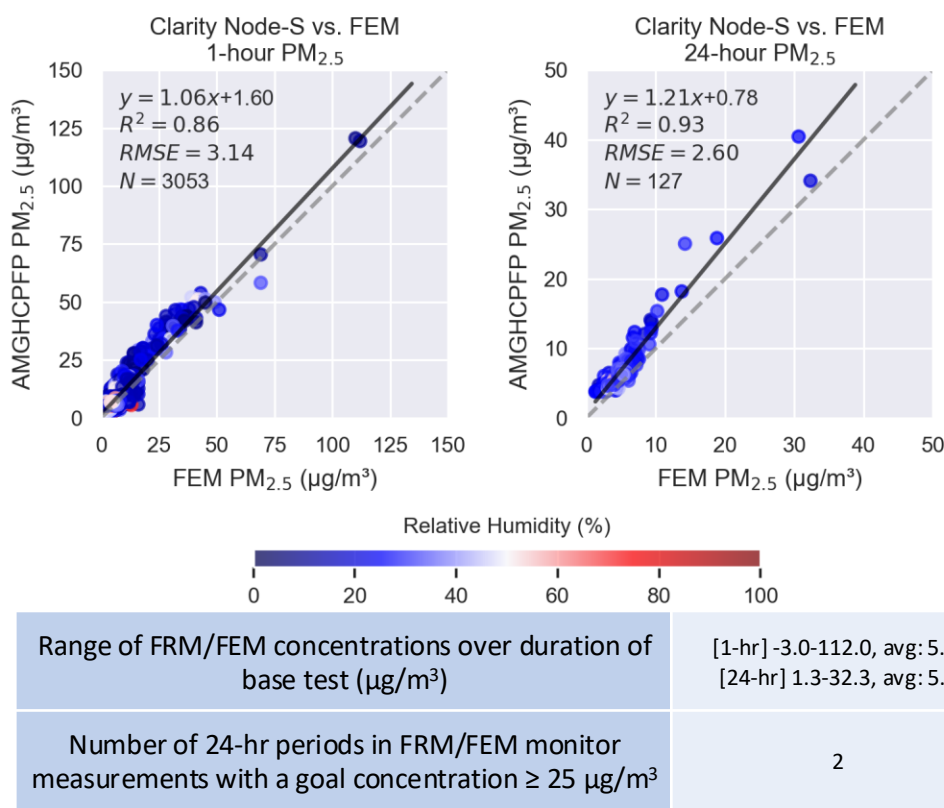 Clarity Node-S vs. FEM
1-hour PM₂.₅
150
125
100
75
50
25
0
0 25 50 75 100 125 150
AMGHCPFP PM₂.₅ (µg/m³)
FEM PM₂.₅ (µg/m³)
y = 1.06x+1.60
R² = 0.86
RMSE = 3.14
N = 3053
Clarity Node-S vs. FEM
24-hour PM₂.₅
50
40
30
20
10
0
0 10 20 30 40 50
AMGHCPFP PM₂.₅ (µg/m³)
FEM PM₂.₅ (µg/m³)
y = 1.21x+0.78
R² = 0.93
RMSE = 2.60
N = 127
Relative Humidity (%)
0 20 40 60 80 100
Range of FRM/FEM concentrations over duration of
base test (µg/m³)
[1-hr] -3.0-112.0, avg: 5.
[24-hr] 1.3-32.3, avg: 5.
Number of 24-hr periods in FRM/FEM monitor
measurements with a goal concentration ≥ 25 µg/m³
2